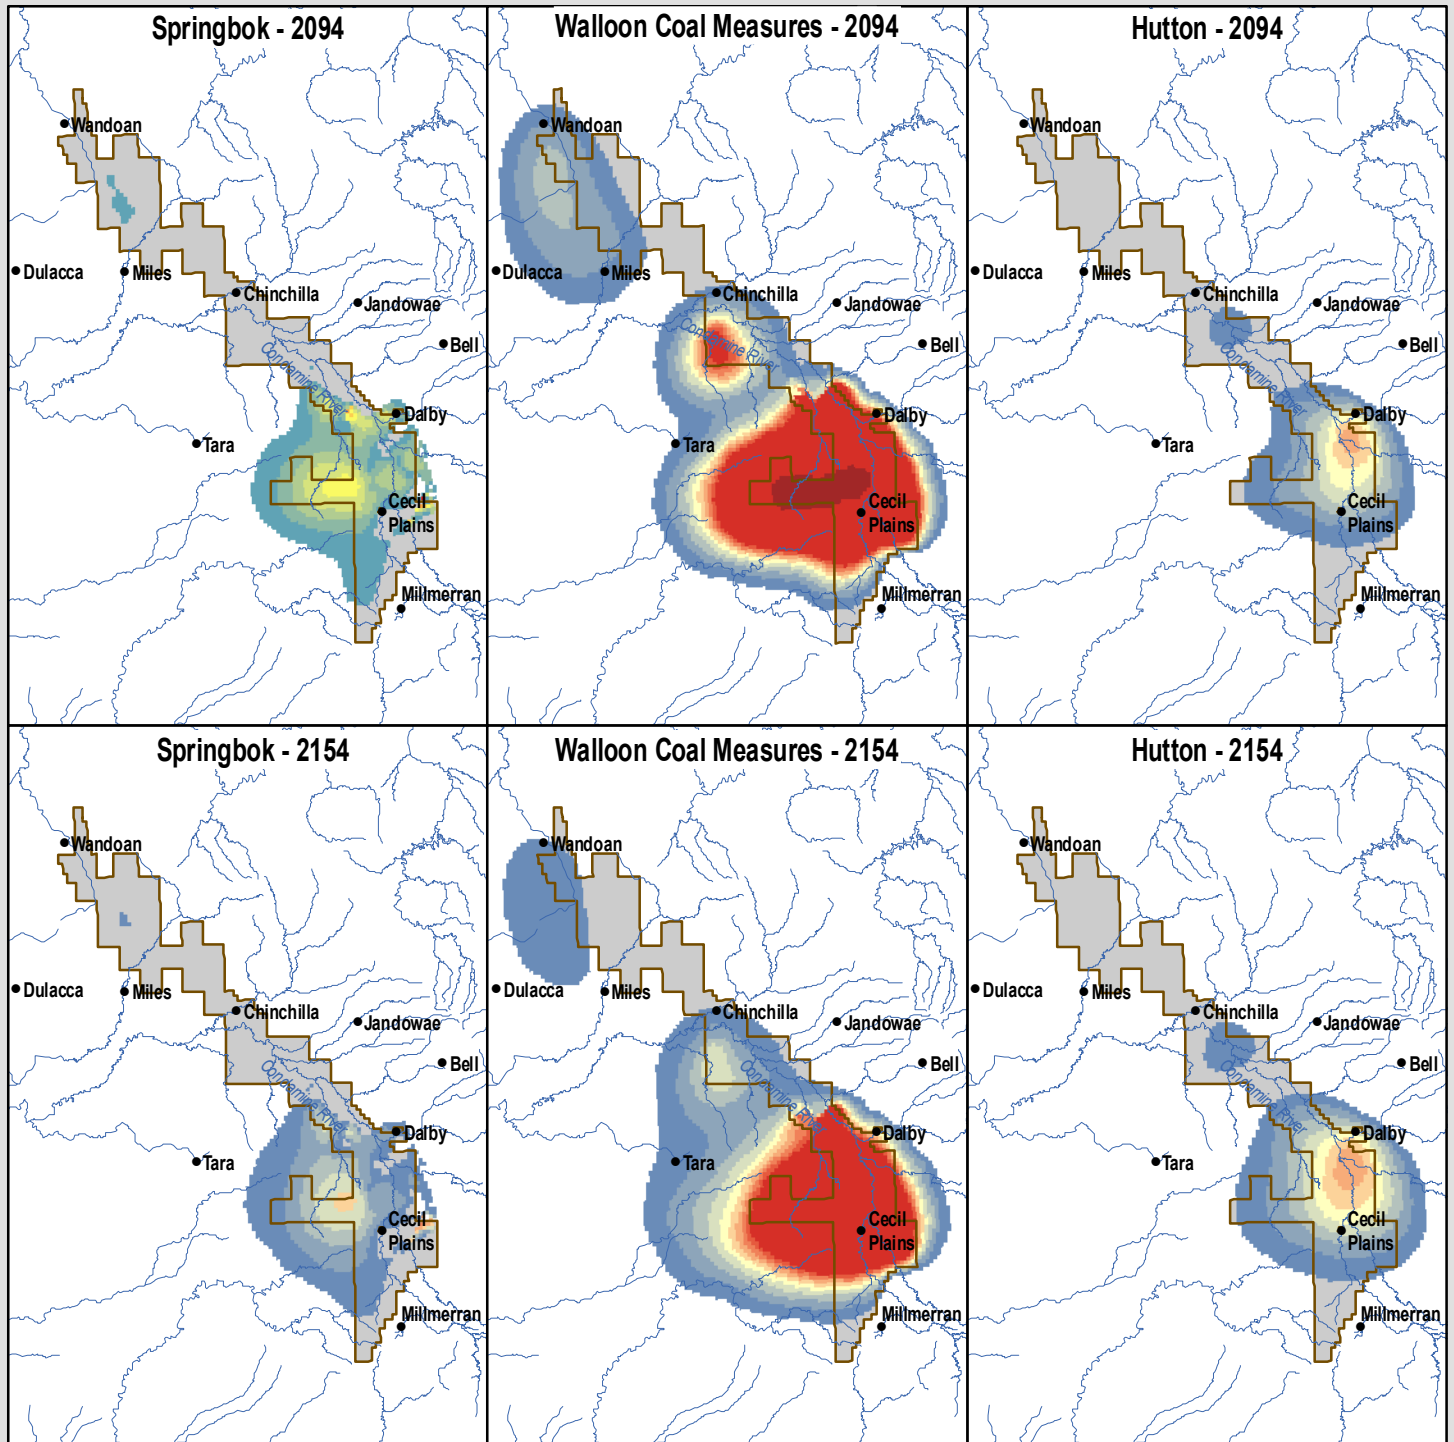 Springbok - 2094
Wandoan
Dulacca
Miles
Chinchilla
Jandowae
Bell
Condamine River
Dalby
Tara
Cecil
Plains
Millmerran
Walloon Coal Measures - 2094
Wandoan
Dulacca
Miles
Chinchilla
Jandowae
Condamine River
Bell
Dalby
Tara
Cecil
Plains
Millmerran
Hutton - 2094
Wandoan
Dulacca
Miles
Chinchilla
Jandowae
Bell
Condamine River
Dalby
Tara
Cecil
Plains
Millmerran
Springbok - 2154
Wandoan
Dulacca
Miles
Chinchilla
Jandowae
Bell
Condamine River
Dalby
Tara
Cecil
Plains
Millmerran
Walloon Coal Measures - 2154
Wandoan
Dulacca
Miles
Chinchilla
Jandowae
Bell
Condamine River
Dalby
Tara
Cecil
Plains
Millmerran
Hutton - 2154
Wandoan
Dulacca
Miles
Chinchilla
Jandowae
Bell
Condamine River
Dalby
Tara
Cecil
Plains
Millmerran